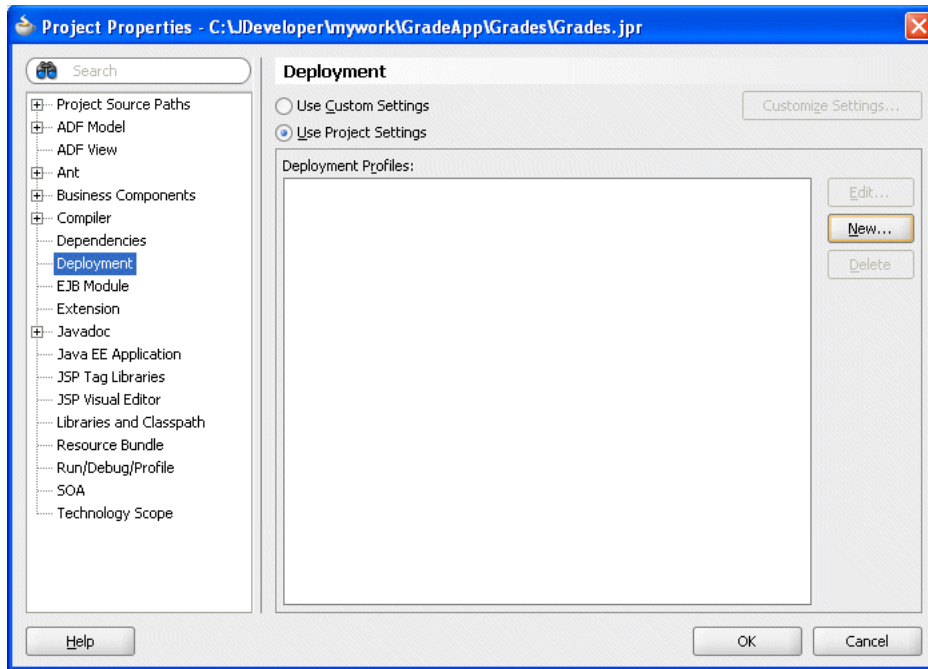 Project Properties - C:\JDeveloper\mywork\GradeApp\Grades\Grades.jpr
Search
Project Source Paths
ADF Model
ADF View
Ant
Business Components
Compiler
Dependencies
Deployment
EJB Module
Extension
Javadoc
Java EE Application
JSP Tag Libraries
JSP Visual Editor
Libraries and Classpath
Resource Bundle
Run/Debug/Profile
SOA
Technology Scope
Deployment
Use Custom Settings
Customize Settings...
Use Project Settings
Deployment Profiles:
Edit...
New...
Delete
Help
OK
Cancel